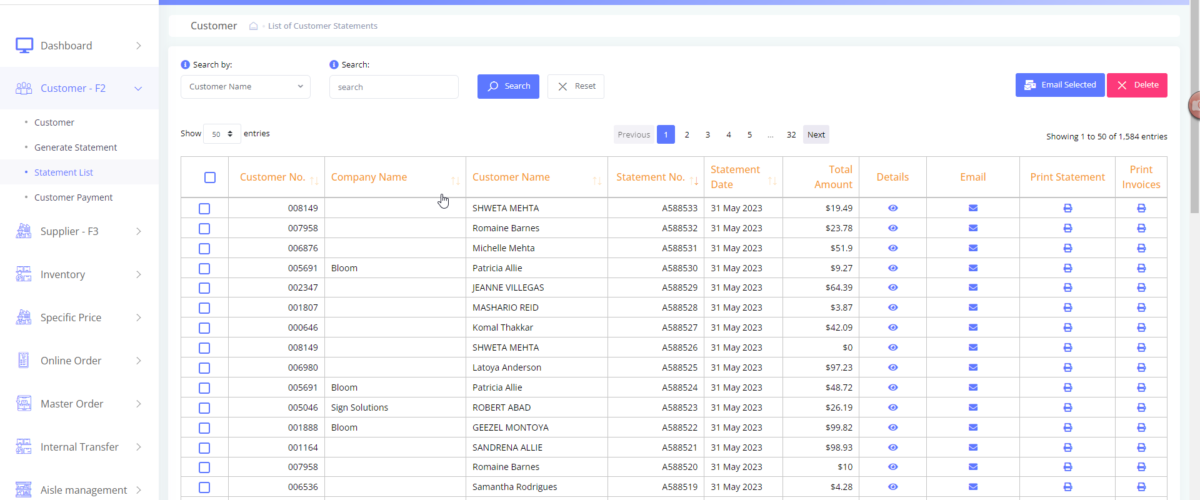 Customer - List of Customer Statements
Dashboard
Customer - F2
Customer
Generate Statement
Statement List
Customer Payment
Supplier - F3
Inventory
Specific Price
Online Order
Master Order
Internal Transfer
Aisle management
Search by: Search:
Customer Name search Search Reset Email Selected Delete
Show 50 entries Previous 1 2 3 4 5 ... 32 Next Showing 1 to 50 of 1,584 entries
Customer No. Company Name Customer Name Statement No. Statement Date Total Amount Details Email Print Statement Print Invoices
008149 SHWETA MEHTA A588533 31 May 2023 $19.49
007958 Romaine Barnes A588532 31 May 2023 $23.78
006876 Michelle Mehta A588531 31 May 2023 $51.9
005691 Bloom Patricia Allie A588530 31 May 2023 $9.27
002347 JEANNE VILLEGAS A588529 31 May 2023 $64.39
001807 MASHARIO REID A588528 31 May 2023 $3.87
000646 Komal Thakkar A588527 31 May 2023 $42.09
008149 SHWETA MEHTA A588526 31 May 2023 $0
006980 Latoya Anderson A588525 31 May 2023 $97.23
005691 Bloom Patricia Allie A588524 31 May 2023 $48.72
005046 Sign Solutions ROBERT ABAD A588523 31 May 2023 $26.19
001888 Bloom GEEZEL MONTOYA A588522 31 May 2023 $99.82
001164 SANDRENA ALLIE A588521 31 May 2023 $98.93
007958 Romaine Barnes A588520 31 May 2023 $10
006536 Samantha Rodrigues A588519 31 May 2023 $4.28